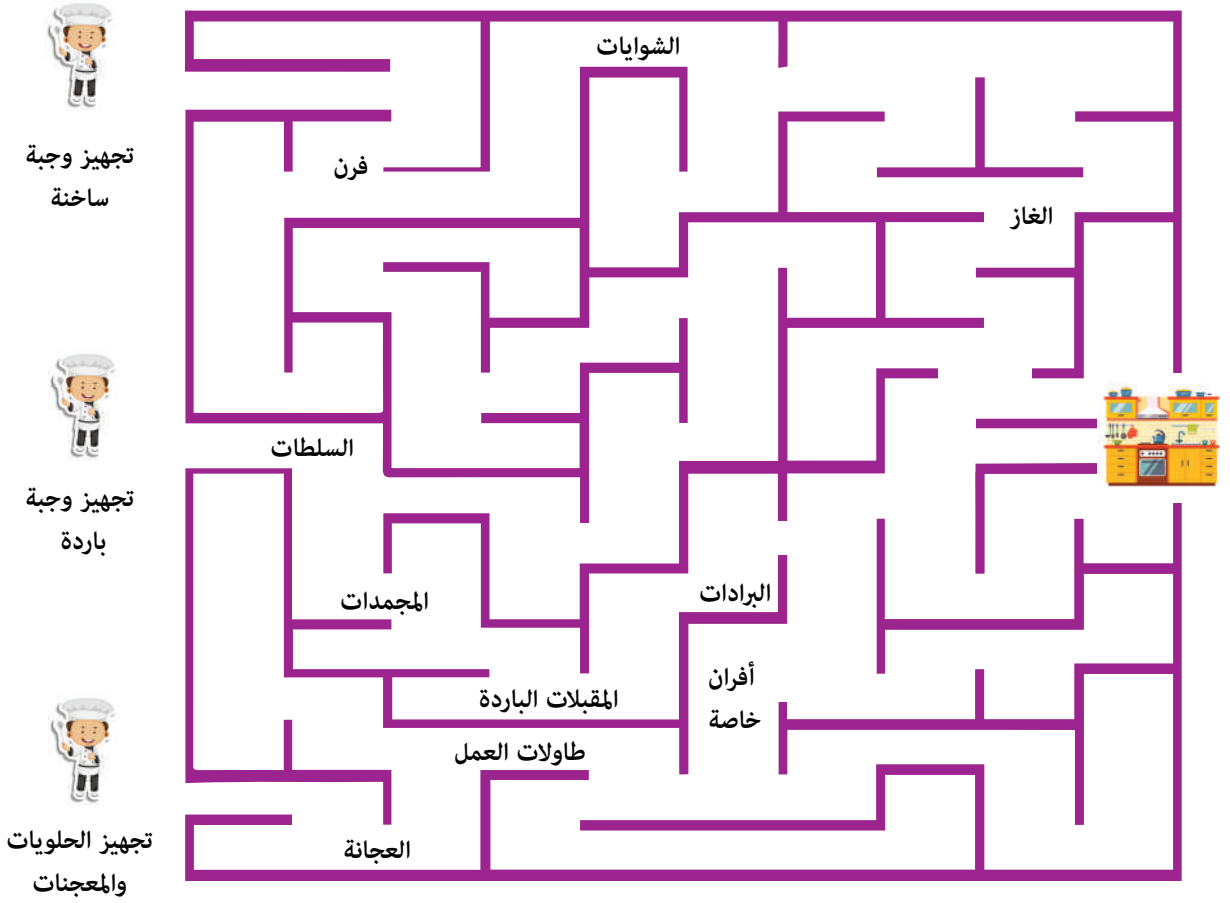 الشوايات
تجهيز وجبة
ساخنة
فرن
الغاز
السلطات
تجهيز وجبة
باردة
المجمدات
البرادات
أفران
خاصة
المقبلات الباردة
طاولات العمل
العجانة
تجهيز الحلويات
والمعجنات